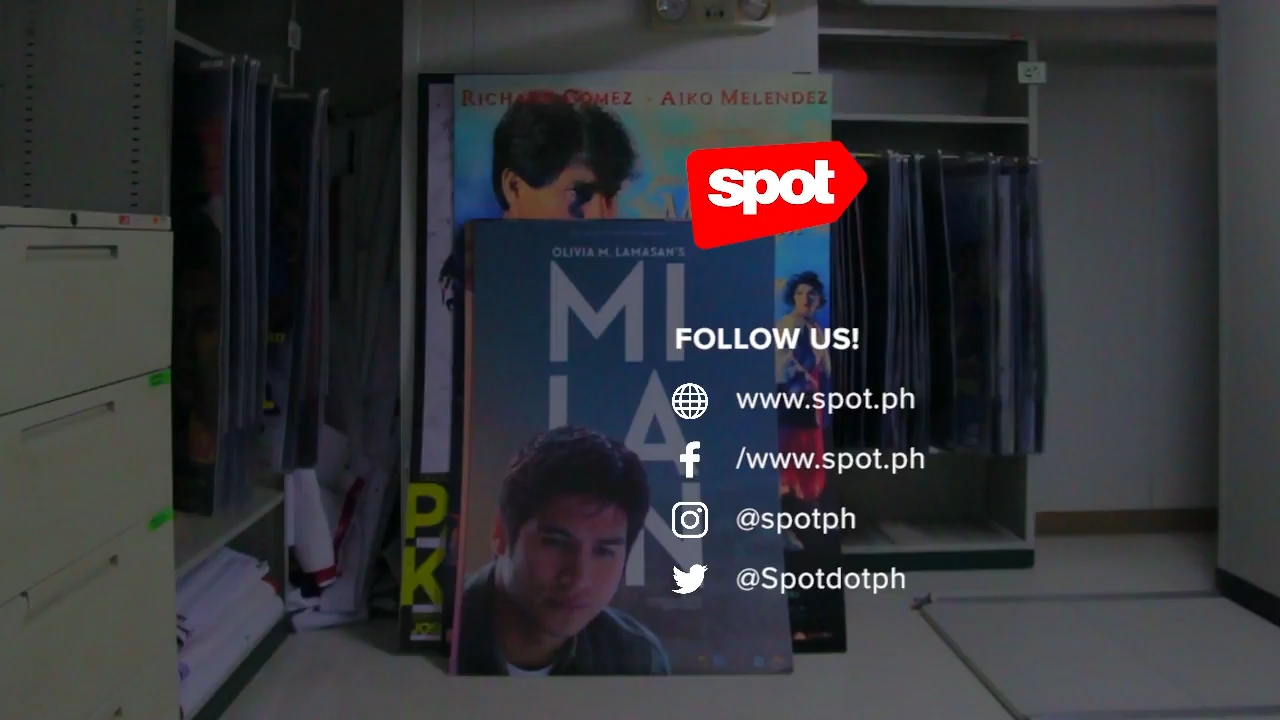 RICHARD GOMEZ - AIKO MELENDEZ
spot
OLIVIA M. LAMASAN'S
MI
LA
N
FOLLOW US!
www.spot.ph
/www.spot.ph
@spotph
@Spotdotph
P
K